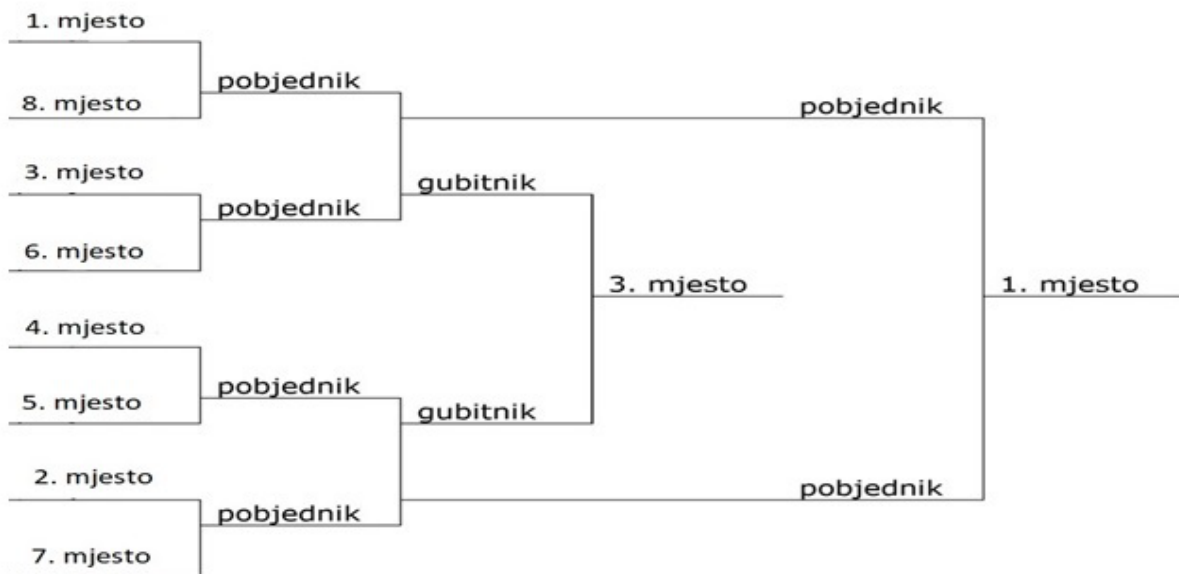 1. mjesto
pobjednik
8. mjesto
pobjednik
3. mjesto
gubitnik
pobjednik
6. mjesto
3. mjesto
1. mjesto
4. mjesto
pobjednik
5. mjesto
gubitnik
2. mjesto
pobjednik
pobjednik
7. mjesto